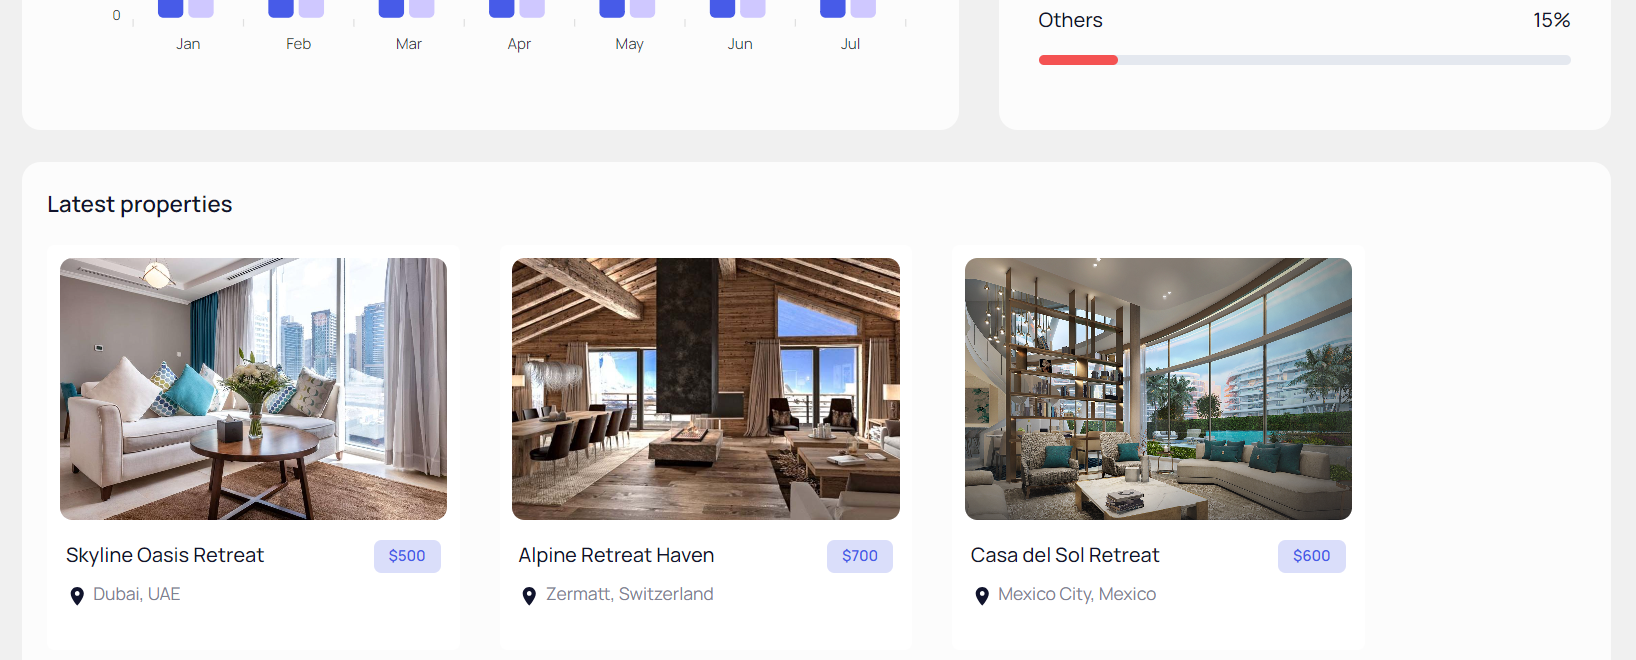 0
Jan Feb Mar Apr May Jun Jul
Others 15%
Latest properties
Skyline Oasis Retreat $500
Dubai, UAE
Alpine Retreat Haven $700
Zermatt, Switzerland
Casa del Sol Retreat $600
Mexico City, Mexico